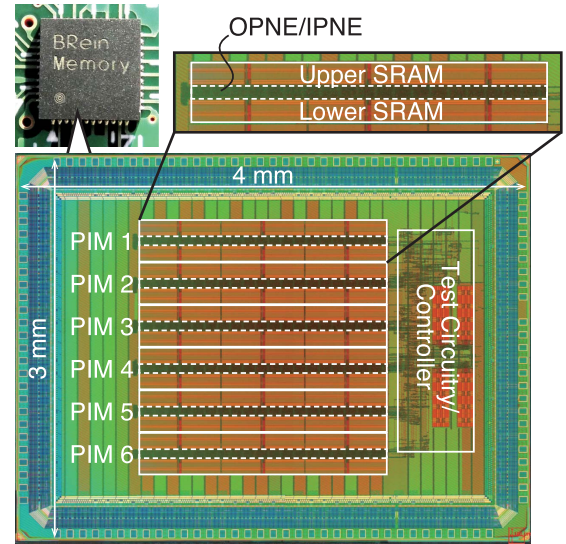 BRein
Memory
OPNE/IPNE
Upper SRAM
Lower SRAM
4 mm
3 mm
PIM 1
PIM 2
PIM 3
PIM 4
PIM 5
PIM 6
Test Circuitry/
Controller